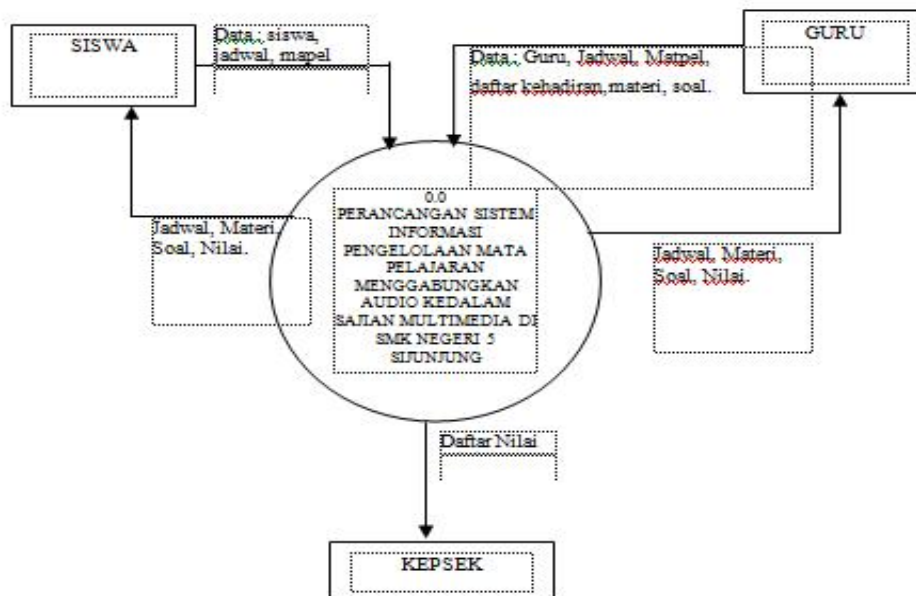 SISWA
Data : siswa,
jadwal, mapel
GURU
Data : Guru, Jadwal, Matpel,
daftar kehadiran,materi, soal.
0.0
PERANCANGAN SISTEM
INFORMASI
PENGELOLAAN MATA
PELAJARAN
MENGGABUNGKAN
AUDIO KEDALAM
SAJIAN MULTIMEDIA DI
SMK NEGERI 5
SIJUNJUNG
Jadwal, Materi,
Soal, Nilai.
Jadwal, Materi,
Soal, Nilai.
Daftar Nilai
KEPSEK